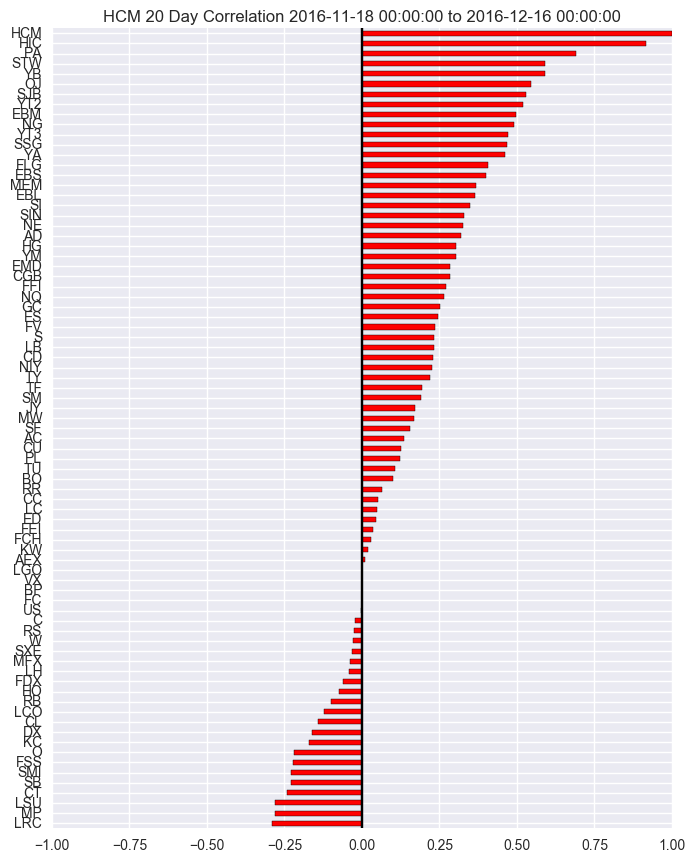 HCM 20 Day Correlation 2016-11-18 00:00:00 to 2016-12-16 00:00:00
HCM
HIC
PA
STW
YB
OJ
SJB
YT2
EBM
NG
YT3
SSG
YA
FLG
EBS
MEM
EBL
SI
SIN
NE
AD
HG
YM
EMD
CGB
FFI
NQ
GC
ES
FV
S
LB
CD
NIY
TY
TF
SM
JY
MW
SF
AC
CU
PL
TU
BO
RR
CC
LC
ED
FEI
FCH
KW
AEX
LGO
VX
BP
FC
US
C
RS
W
SXE
MFX
LH
FDX
HO
RB
LCO
CL
DX
KC
O
FSS
SMI
SB
CT
LSU
MP
LRC
−1.00 −0.75 −0.50 −0.25 0.00 0.25 0.50 0.75 1.00